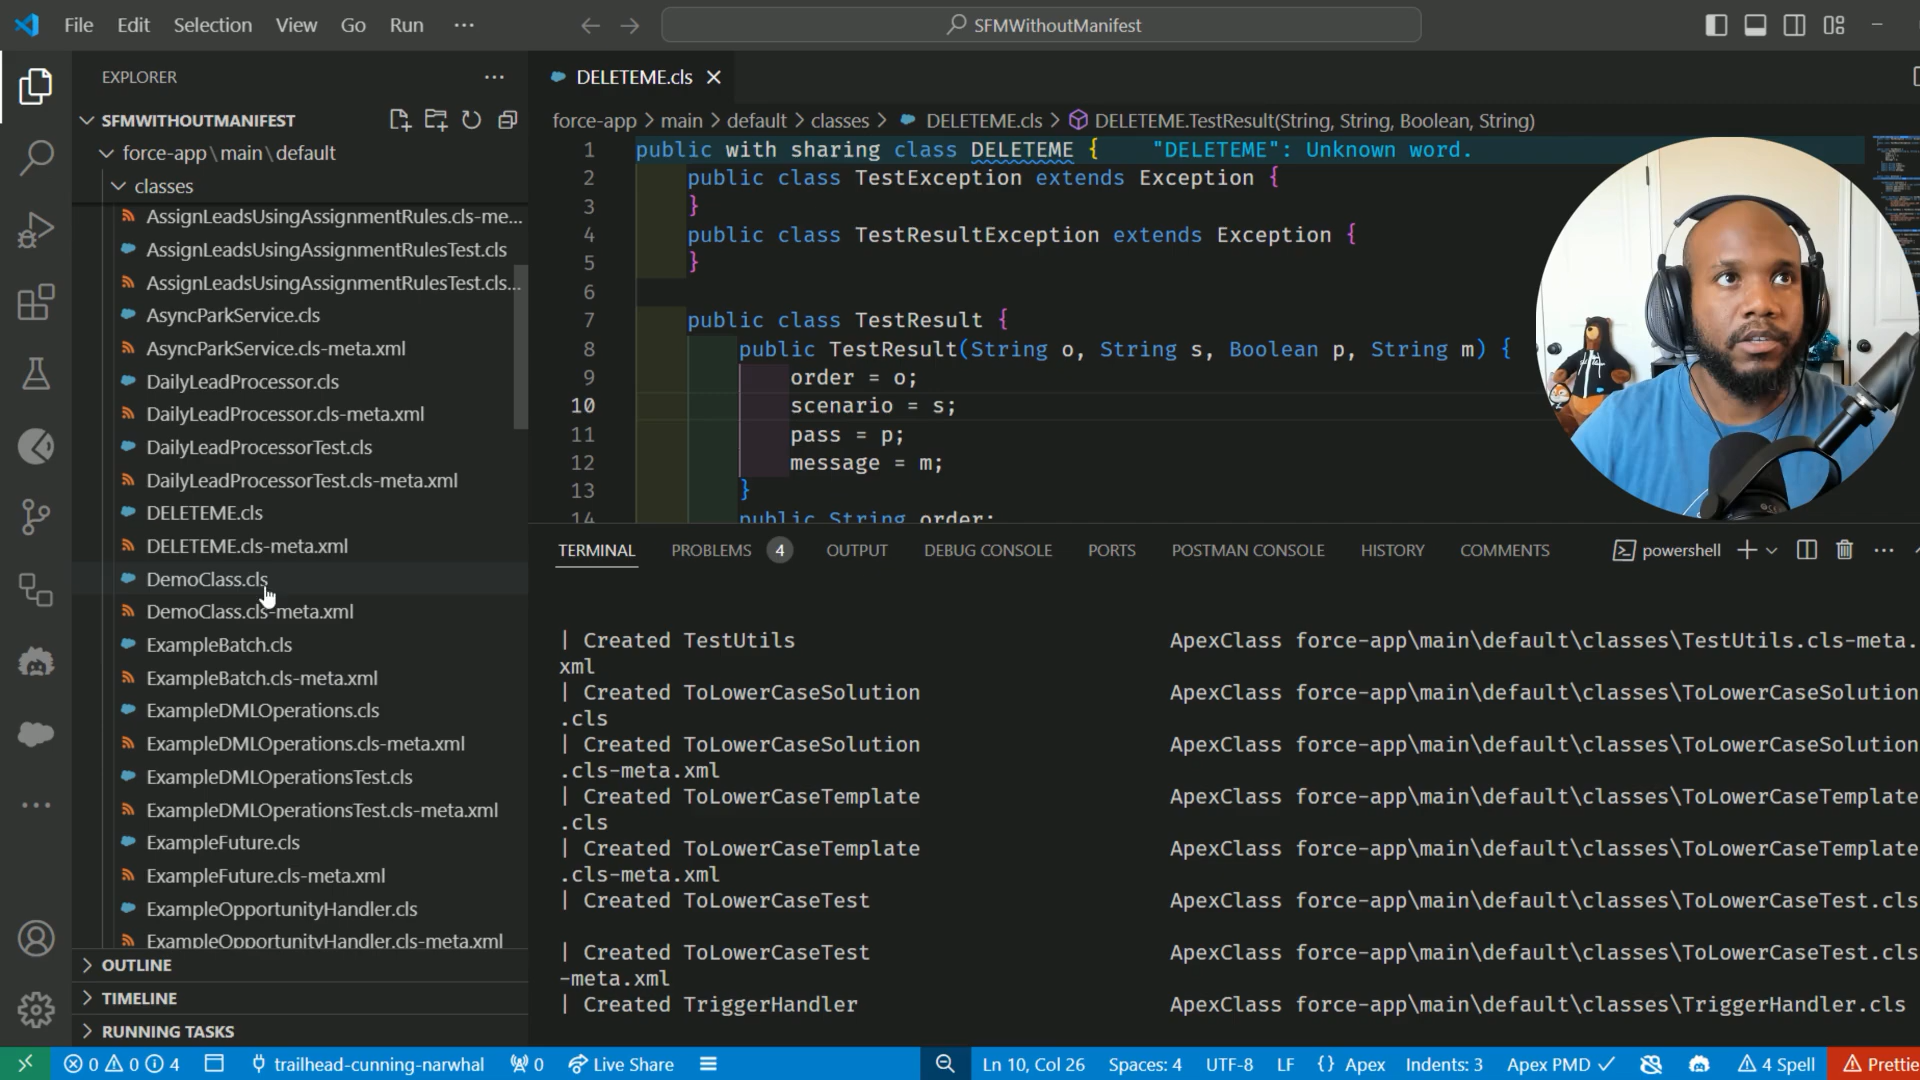 File Edit Selection View Go Run ···
SFMWithoutManifest
EXPLORER
SFMWITHOUTMANIFEST
force-app\main\default
classes
AssignLeadsUsingAssignmentRules.cls-me...
AssignLeadsUsingAssignmentRulesTest.cls
AssignLeadsUsingAssignmentRulesTest.cls...
AsyncParkService.cls
AsyncParkService.cls-meta.xml
DailyLeadProcessor.cls
DailyLeadProcessor.cls-meta.xml
DailyLeadProcessorTest.cls
DailyLeadProcessorTest.cls-meta.xml
DELETEME.cls
DELETEME.cls-meta.xml
DemoClass.cls
DemoClass.cls-meta.xml
ExampleBatch.cls
ExampleBatch.cls-meta.xml
ExampleDMLOperations.cls
ExampleDMLOperations.cls-meta.xml
ExampleDMLOperationsTest.cls
ExampleDMLOperationsTest.cls-meta.xml
ExampleFuture.cls
ExampleFuture.cls-meta.xml
ExampleOpportunityHandler.cls
ExampleOpportunityHandler.cls-meta.xml
OUTLINE
TIMELINE
RUNNING TASKS
DELETEME.cls
force-app > main > default > classes > DELETEME.cls > DELETEME.TestResult(String, String, Boolean, String)
1 public with sharing class DELETEME { "DELETEME": Unknown word.
2 public class TestException extends Exception {
3 }
4 public class TestResultException extends Exception {
5 }
6
7 public class TestResult {
8 public TestResult(String o, String s, Boolean p, String m) {
9 order = o;
10 scenario = s;
11 pass = p;
12 message = m;
13 }
14 public String order;
TERMINAL PROBLEMS 4 OUTPUT DEBUG CONSOLE PORTS POSTMAN CONSOLE HISTORY COMMENTS powershell
| Created TestUtils ApexClass force-app\main\default\classes\TestUtils.cls-meta.
xml
| Created ToLowerCaseSolution ApexClass force-app\main\default\classes\ToLowerCaseSolution
.cls
| Created ToLowerCaseSolution ApexClass force-app\main\default\classes\ToLowerCaseSolution
.cls-meta.xml
| Created ToLowerCaseTemplate ApexClass force-app\main\default\classes\ToLowerCaseTemplate
.cls
| Created ToLowerCaseTemplate ApexClass force-app\main\default\classes\ToLowerCaseTemplate
.cls-meta.xml
| Created ToLowerCaseTest ApexClass force-app\main\default\classes\ToLowerCaseTest.cls
| Created ToLowerCaseTest ApexClass force-app\main\default\classes\ToLowerCaseTest.cls
-meta.xml
| Created TriggerHandler ApexClass force-app\main\default\classes\TriggerHandler.cls
0 0 4 trailhead-cunning-narwhal 0 Live Share Ln 10, Col 26 Spaces: 4 UTF-8 LF {} Apex Indents: 3 Apex PMD ✓ 4 Spell Prettie